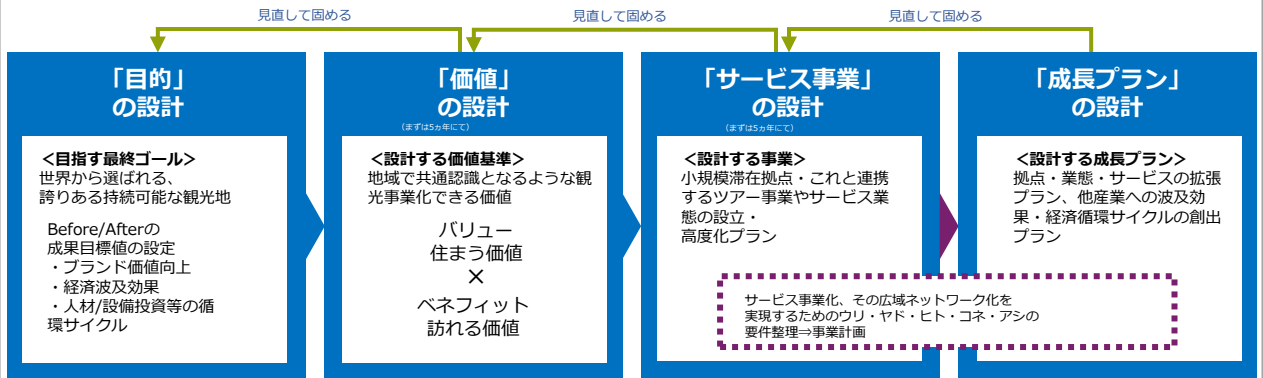 見直して固める
見直して固める
見直して固める
「目的」
の設計
＜目指す最終ゴール＞
世界から選ばれる、
誇りある持続可能な観光地
Before/Afterの
成果目標値の設定
・ブランド価値向上
・経済波及効果
・人材/設備投資等の循
環サイクル
「価値」
の設計
（まずは5ヵ年にて）
＜設計する価値基準＞
地域で共通認識となるような観
光事業化できる価値
バリュー
住まう価値
×
ベネフィット
訪れる価値
「サービス事業」
の設計
（まずは5ヵ年にて）
＜設計する事業＞
小規模滞在拠点・これと連携
するツアー事業やサービス業
態の設立・
高度化プラン
「成長プラン」
の設計
＜設計する成長プラン＞
拠点・業態・サービスの拡張
プラン、他産業への波及効
果・経済循環サイクルの創出
プラン
サービス事業化、その広域ネットワーク化を
実現するためのウリ・ヤド・ヒト・コネ・アシの
要件整理⇒事業計画